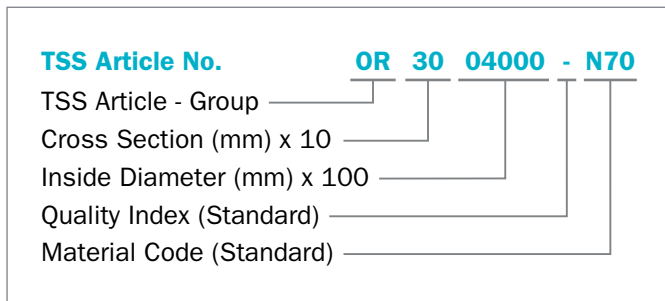 TSS Article No. OR 30 04000 - N70
TSS Article - Group
Cross Section (mm) x 10
Inside Diameter (mm) x 100
Quality Index (Standard)
Material Code (Standard)